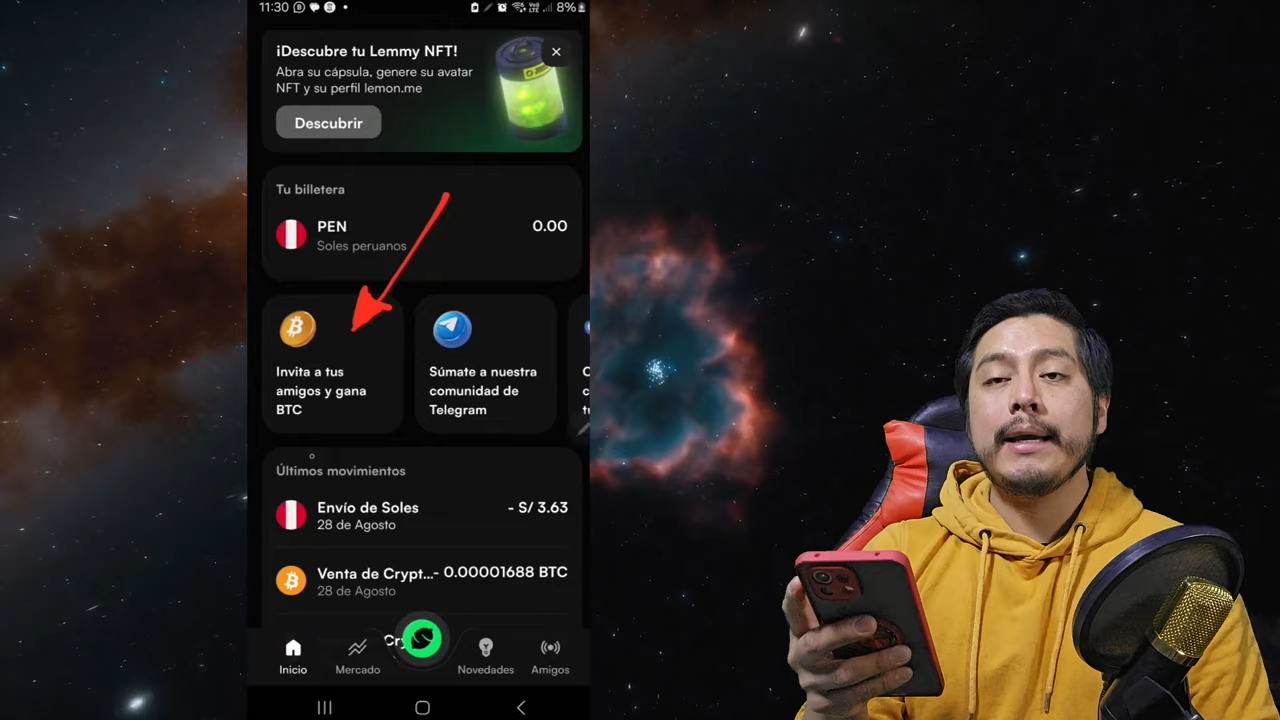 11:30
8%
¡Descubre tu Lemmy NFT!
Abra su cápsula, genere su avatar
NFT y su perfil lemon.me
Descubrir
Tu billetera
PEN
0.00
Soles peruanos
Invita a tus
amigos y gana
BTC
Súmate a nuestra
comunidad de
Telegram
Últimos movimientos
Envío de Soles
- S/ 3.63
28 de Agosto
Venta de Crypt...
- 0.00001688 BTC
28 de Agosto
Inicio
Mercado
Novedades
Amigos